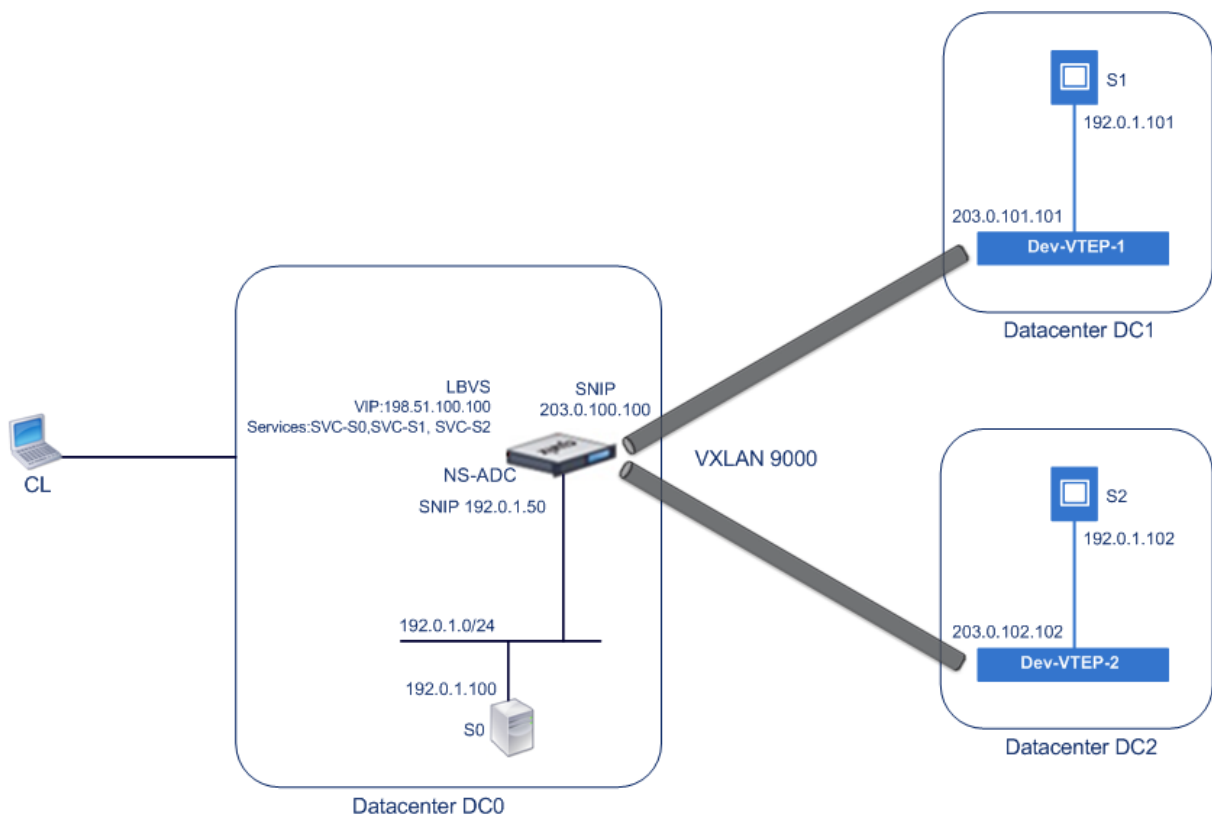 S1
192.0.1.101
203.0.101.101
Dev-VTEP-1
Datacenter DC1
LBVS
VIP:198.51.100.100
Services:SVC-S0,SVC-S1, SVC-S2
SNIP
203.0.100.100
NS-ADC
SNIP 192.0.1.50
VXLAN 9000
CL
S2
192.0.1.102
203.0.102.102
Dev-VTEP-2
Datacenter DC2
192.0.1.0/24
192.0.1.100
S0
Datacenter DC0